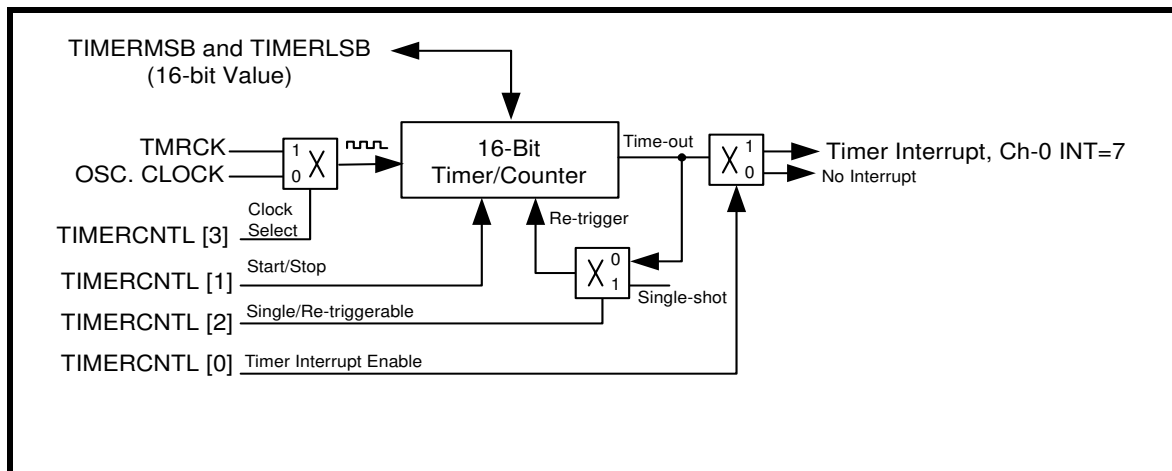 TIMERMSB and TIMERLSB
(16-bit Value)
TMRCK
OSC. CLOCK
1
0
X
Clock
Select
TIMERCNTL [3]
16-Bit
Timer/Counter
Time-out
X
1
0
Timer Interrupt, Ch-0 INT=7
No Interrupt
Re-trigger
X
0
1
Single-shot
TIMERCNTL [1]
Start/Stop
TIMERCNTL [2]
Single/Re-triggerable
TIMERCNTL [0]
Timer Interrupt Enable